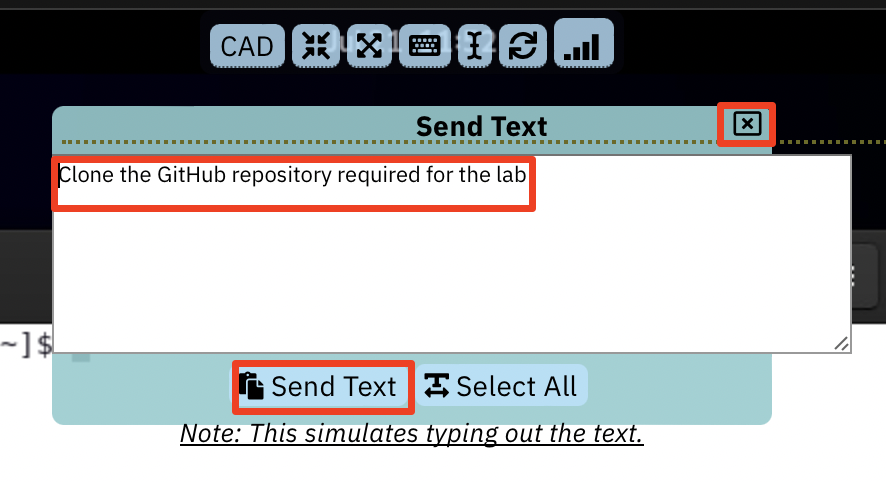 CAD
Send Text
Clone the GitHub repository required for the lab
~]$
Send Text Select All
Note: This simulates typing out the text.